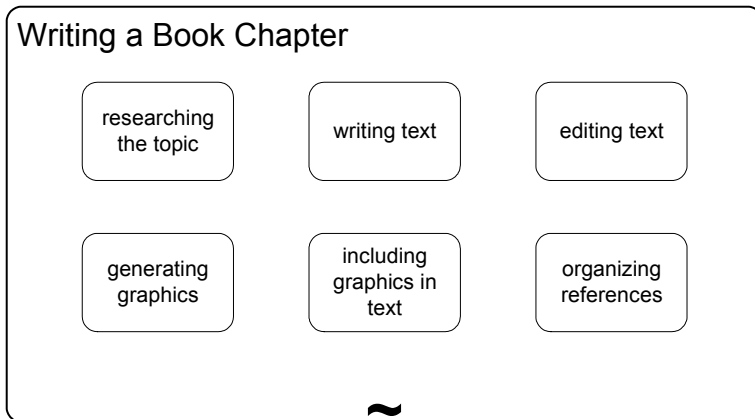 Writing a Book Chapter
researching
the topic
writing text
editing text
generating
graphics
including
graphics in
text
organizing
references
~